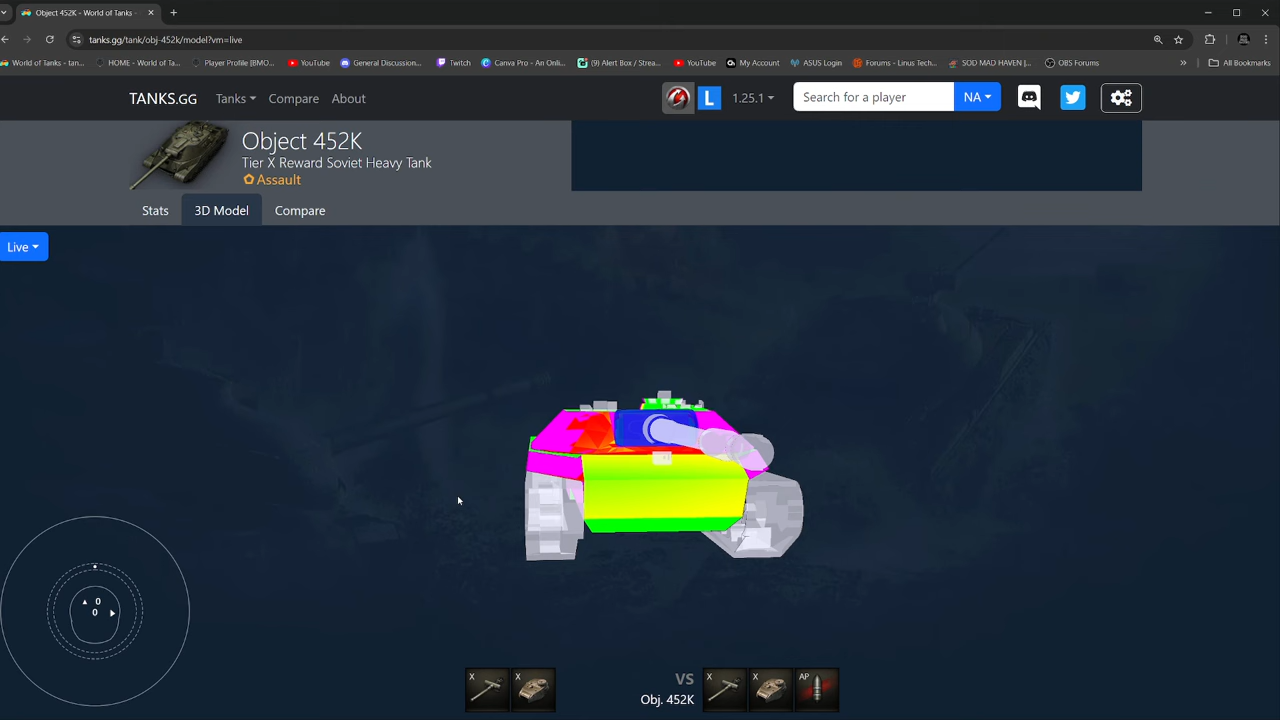 Object 452K - World of Tanks -
tanks.gg/tank/obj-452k/model?vm=live
World of Tanks - tan...
HOME - World of Ta...
Player Profile [BMO...
YouTube
General Discussion...
Twitch
Canva Pro - An Onli...
(9) Alert Box / Strea...
YouTube
My Account
ASUS Login
Forums - Linus Tech...
SOD MAD HAVEN |...
OBS Forums
All Bookmarks
TANKS.GG
Tanks
Compare
About
L
1.25.1
Search for a player
NA
Object 452K
Tier X Reward Soviet Heavy Tank
Assault
Stats
3D Model
Compare
Live
0
0
X
X
VS
Obj. 452K
X
X
AP